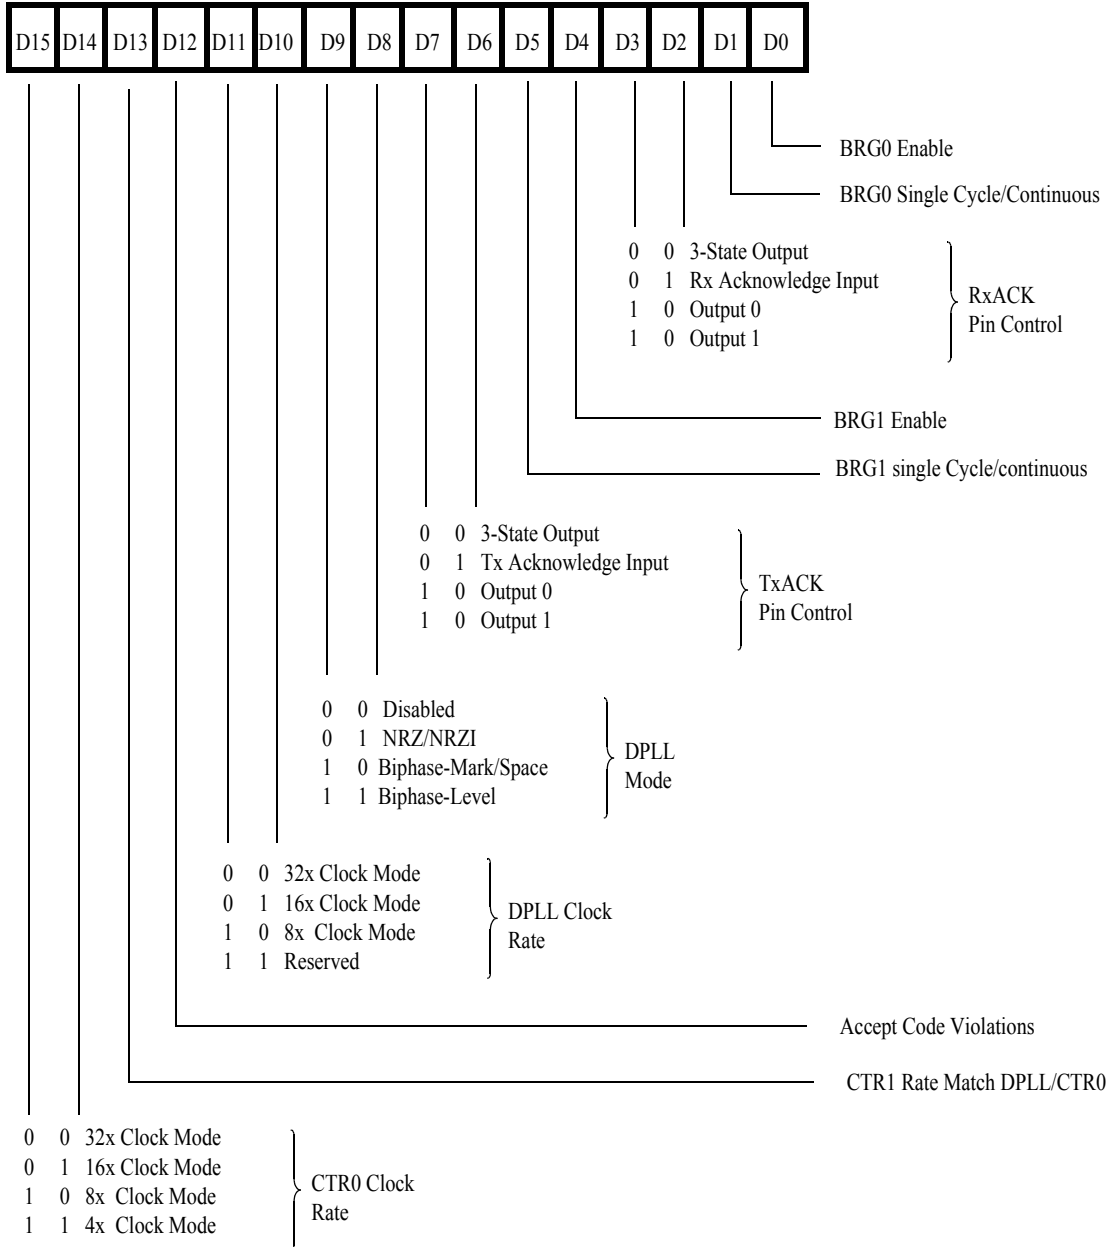 D15 D14 D13 D12 D11 D10 D9 D8 D7 D6 D5 D4 D3 D2 D1 D0
BRG0 Enable
BRG0 Single Cycle/Continuous
0 0 3-State Output
0 1 Rx Acknowledge Input
1 0 Output 0
1 0 Output 1
RxACK
Pin Control
BRG1 Enable
BRG1 single Cycle/continuous
0 0 3-State Output
0 1 Tx Acknowledge Input
1 0 Output 0
1 0 Output 1
TxACK
Pin Control
0 0 Disabled
0 1 NRZ/NRZI
1 0 Biphase-Mark/Space
1 1 Biphase-Level
DPLL
Mode
0 0 32x Clock Mode
0 1 16x Clock Mode
1 0 8x Clock Mode
1 1 Reserved
DPLL Clock
Rate
Accept Code Violations
CTR1 Rate Match DPLL/CTR0
0 0 32x Clock Mode
0 1 16x Clock Mode
1 0 8x Clock Mode
1 1 4x Clock Mode
CTR0 Clock
Rate